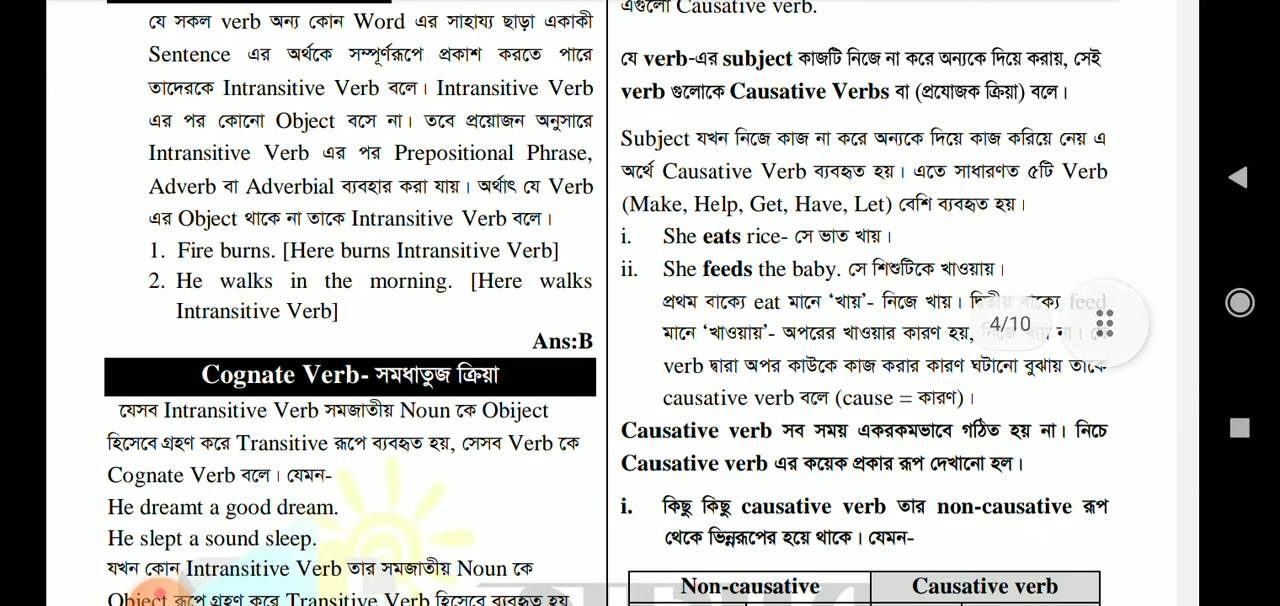 যে সকল verb অন্য কোন Word এর সাহায্য ছাড়া একাকী
Sentence এর অর্থকে সম্পূর্ণরূপে প্রকাশ করতে পারে
তাদেরকে Intransitive Verb বলে। Intransitive Verb
এর পর কোনো Object বসে না। তবে প্রয়োজন অনুসারে
Intransitive Verb এর পর Prepositional Phrase,
Adverb বা Adverbial ব্যবহার করা যায়। অর্থাৎ যে Verb
এর Object থাকে না তাকে Intransitive Verb বলে।
1. Fire burns. [Here burns Intransitive Verb]
2. He walks in the morning. [Here walks
Intransitive Verb]
Ans:B
Cognate Verb- সমধাতুজ ক্রিয়া
যেসব Intransitive Verb সমজাতীয় Noun কে Obiject
হিসেবে গ্রহণ করে Transitive রূপে ব্যবহৃত হয়, সেসব Verb কে
Cognate Verb বলে। যেমন-
He dreamt a good dream.
He slept a sound sleep.
যখন কোন Intransitive Verb তার সমজাতীয় Noun কে
Object রূপে গ্রহণ করে Transitive Verb হিসেবে ব্যবহৃত হয়
এগুলো Causative verb.
যে verb-এর subject কাজটি নিজে না করে অন্যকে দিয়ে করায়, সেই
verb গুলোকে Causative Verbs বা (প্রযোজক ক্রিয়া) বলে।
Subject যখন নিজে কাজ না করে অন্যকে দিয়ে কাজ করিয়ে নেয় এ
অর্থে Causative Verb ব্যবহৃত হয়। এতে সাধারণত ৫টি Verb
(Make, Help, Get, Have, Let) বেশি ব্যবহৃত হয়।
i. She eats rice- সে ভাত খায়।
ii. She feeds the baby. সে শিশুটিকে খাওয়ায়।
প্রথম বাক্যে eat মানে ‘খায়’- নিজে খায়। দ্বিতীয় বাক্যে feed
মানে ‘খাওয়ায়’- অপরের খাওয়ার কারণ হয়, না।
4/10
verb দ্বারা অপর কাউকে কাজ করার কারণ ঘটানো বুঝায় তাকে
causative verb বলে (cause = কারণ)।
Causative verb সব সময় একরকমভাবে গঠিত হয় না। নিচে
Causative verb এর কয়েক প্রকার রূপ দেখানো হল।
i. কিছু কিছু causative verb তার non-causative রূপ
থেকে ভিন্নরূপের হয়ে থাকে। যেমন-
Non-causative Causative verb